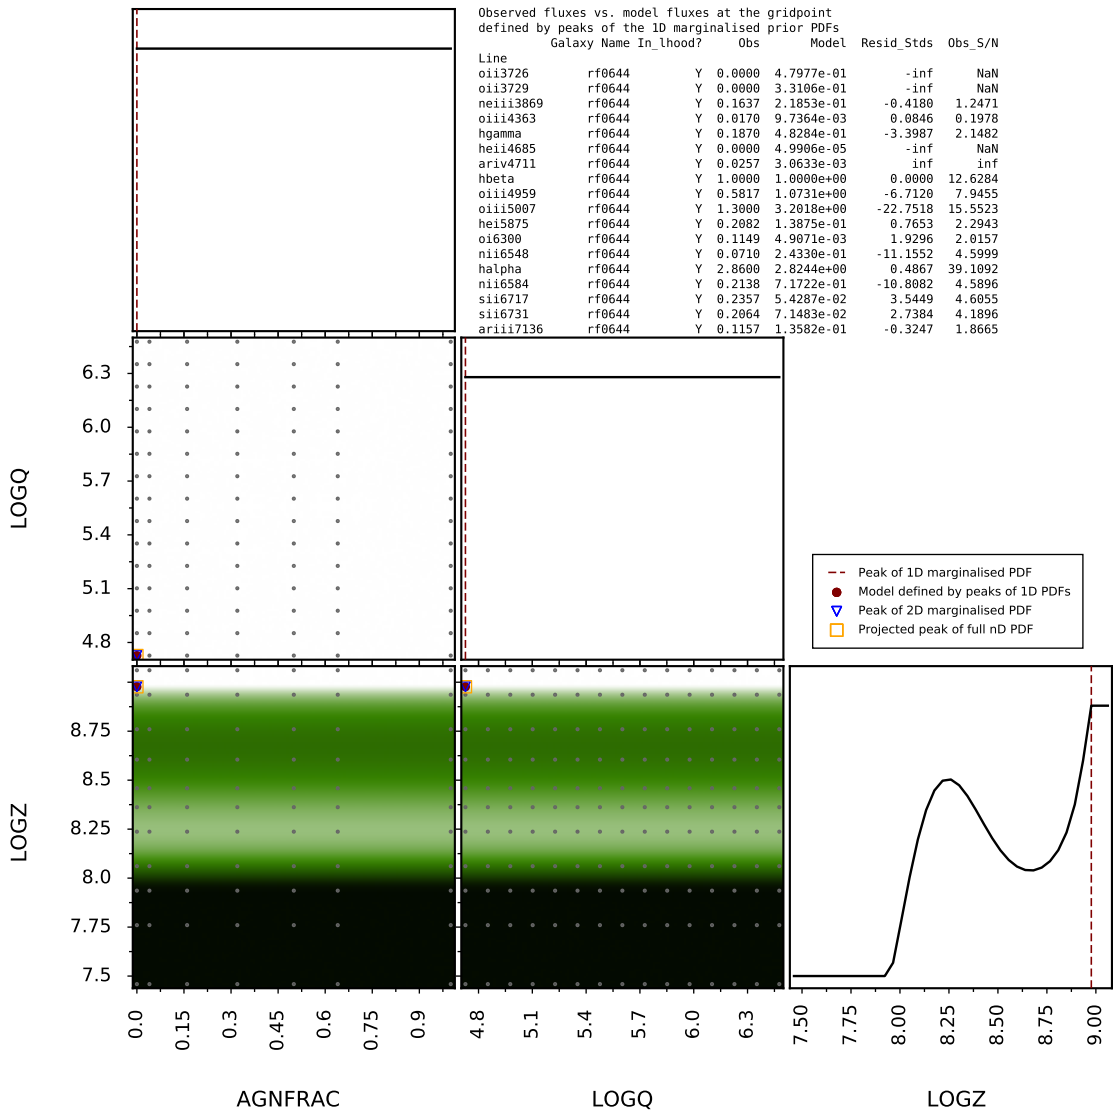 Observed fluxes vs. model fluxes at the gridpoint
defined by peaks of the 1D marginalised prior PDFs
Galaxy Name In_lhood? Obs Model Resid_Stds Obs_S/N
Line
oii3726 rf0644 Y 0.0000 4.7977e-01 -inf NaN
oii3729 rf0644 Y 0.0000 3.3106e-01 -inf NaN
neiii3869 rf0644 Y 0.1637 2.1853e-01 -0.4180 1.2471
oiii4363 rf0644 Y 0.0170 9.7364e-03 0.0846 0.1978
hgamma rf0644 Y 0.1870 4.8284e-01 -3.3987 2.1482
heii4685 rf0644 Y 0.0000 4.9906e-05 -inf NaN
ariv4711 rf0644 Y 0.0257 3.0633e-03 inf inf
hbeta rf0644 Y 1.0000 1.0000e+00 0.0000 12.6284
oiii4959 rf0644 Y 0.5817 1.0731e+00 -6.7120 7.9455
oiii5007 rf0644 Y 1.3000 3.2018e+00 -22.7518 15.5523
hei5875 rf0644 Y 0.2082 1.3875e-01 0.7653 2.2943
oi6300 rf0644 Y 0.1149 4.9071e-03 1.9296 2.0157
nii6548 rf0644 Y 0.0710 2.4330e-01 -11.1552 4.5999
halpha rf0644 Y 2.8600 2.8244e+00 0.4867 39.1092
nii6584 rf0644 Y 0.2138 7.1722e-01 -10.8082 4.5896
sii6717 rf0644 Y 0.2357 5.4287e-02 3.5449 4.6055
sii6731 rf0644 Y 0.2064 7.1483e-02 2.7384 4.1896
ariii7136 rf0644 Y 0.1157 1.3582e-01 -0.3247 1.8665
6.3
6.0
5.7
5.4
5.1
4.8
LOGQ
Peak of 1D marginalised PDF
Model defined by peaks of 1D PDFs
Peak of 2D marginalised PDF
Projected peak of full nD PDF
8.75
8.5
8.25
8.0
7.75
7.5
LOGZ
0.0 0.15 0.3 0.45 0.6 0.75 0.9
4.8 5.1 5.4 5.7 6.0 6.3
7.50 7.75 8.00 8.25 8.50 8.75 9.00
AGNFRAC LOGQ LOGZ